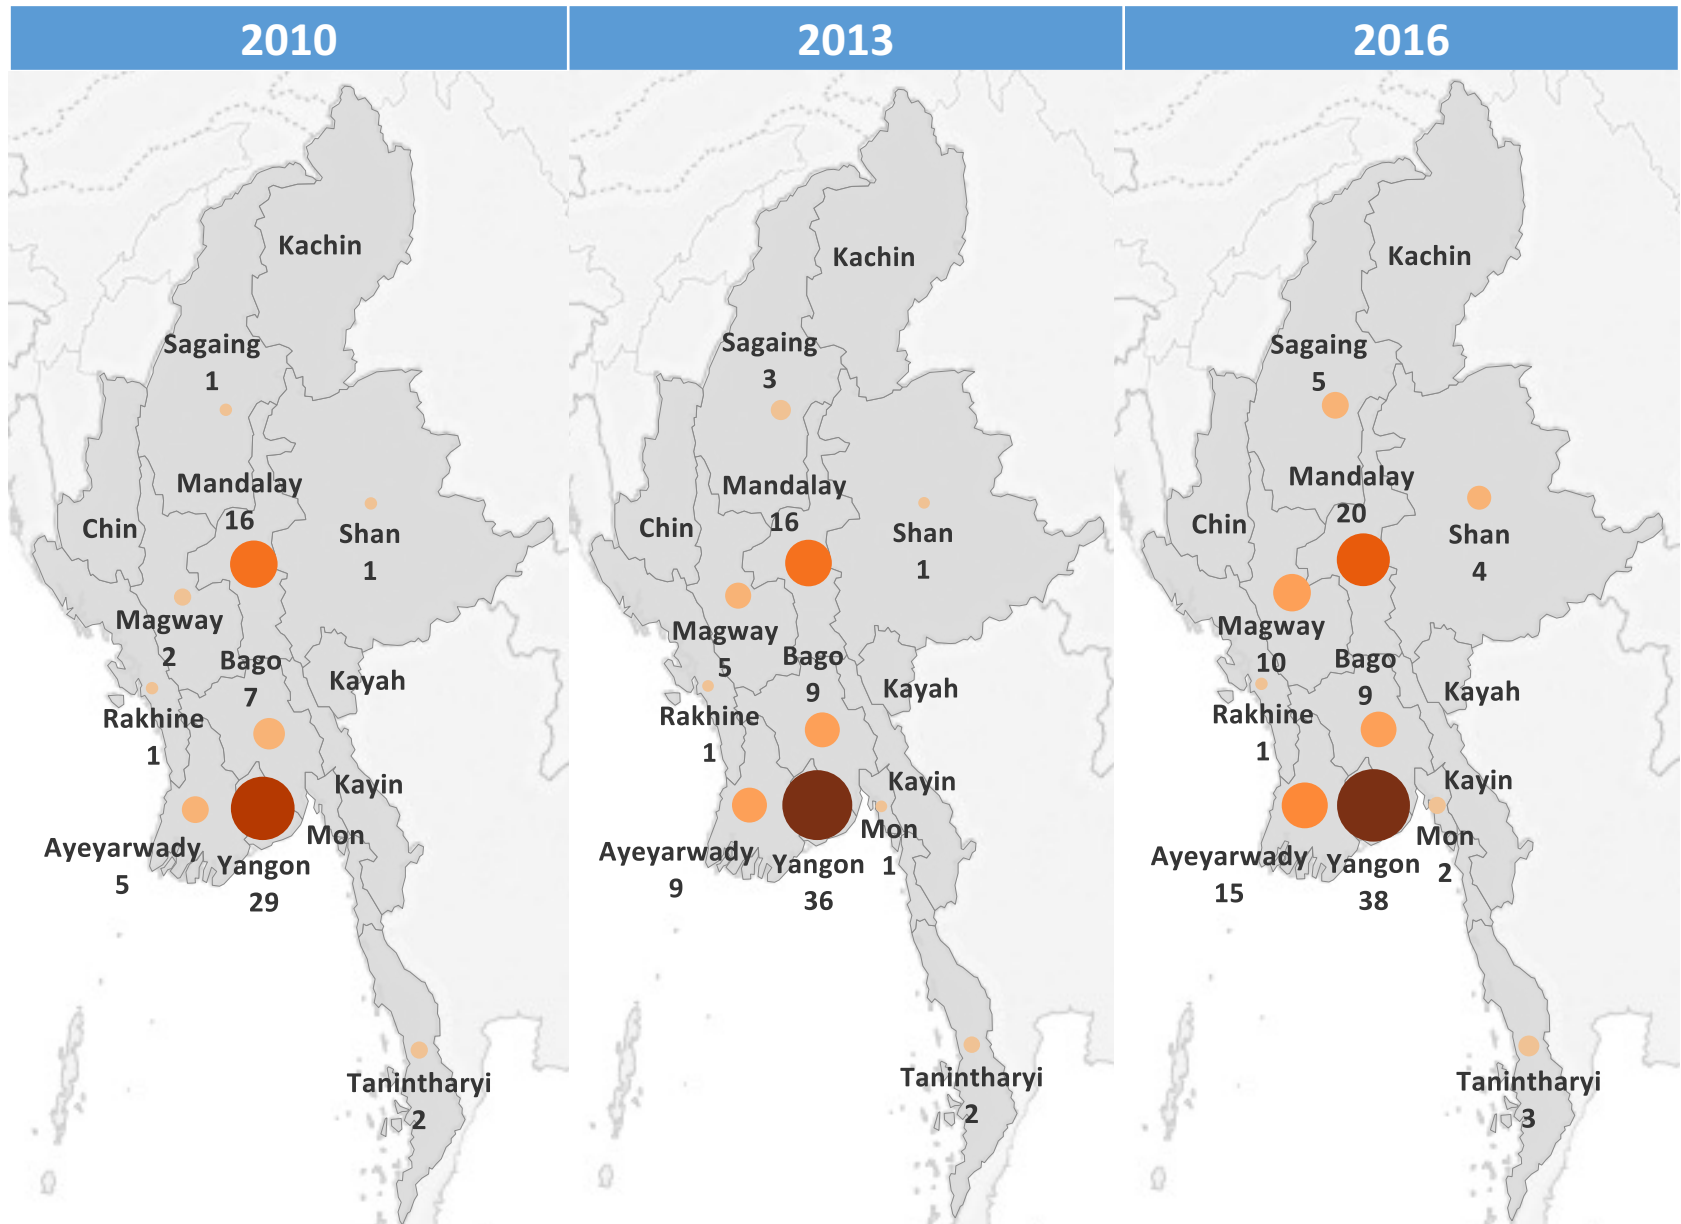 2010
Kachin
Sagaing
1
Mandalay
16
Chin
Shan
1
Magway
2
Bago
7
Kayah
Rakhine
1
Kayin
Mon
Ayeyarwady
5
Yangon
29
Tanintharyi
2
2013
Kachin
Sagaing
3
Mandalay
16
Chin
Shan
1
Magway
5
Bago
9
Kayah
Rakhine
1
Kayin
Mon
1
Ayeyarwady
9
Yangon
36
Tanintharyi
2
2016
Kachin
Sagaing
5
Mandalay
20
Chin
Shan
4
Magway
10
Bago
9
Kayah
Rakhine
1
Kayin
Mon
2
Ayeyarwady
15
Yangon
38
Tanintharyi
3